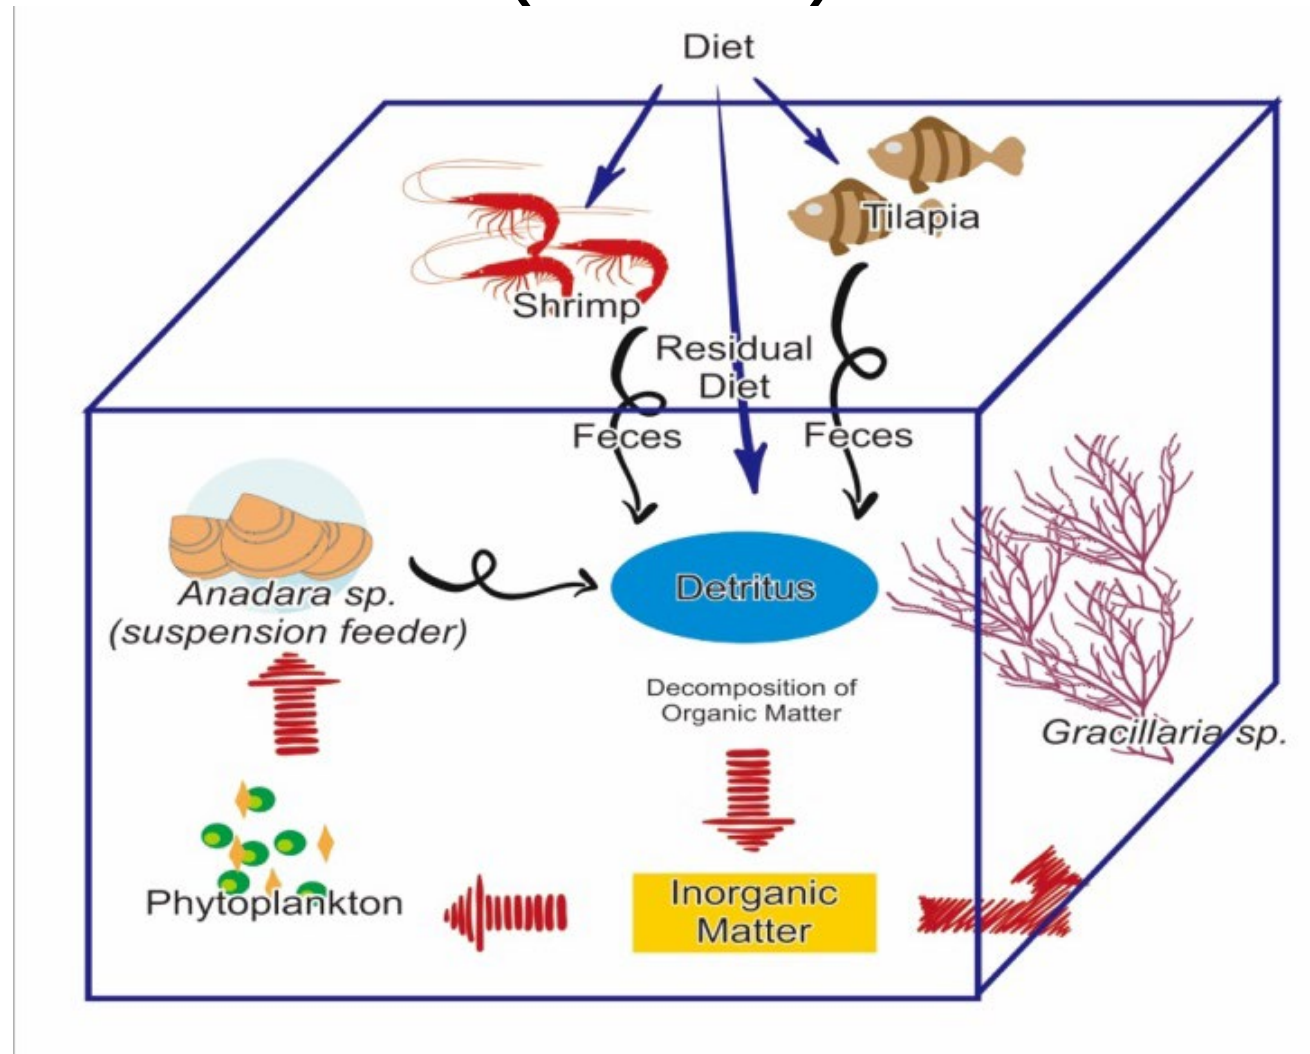 Diet
Tilapia
Shrimp
Residual
Diet
Feces
Feces
Anadara sp.
(suspension feeder)
Detritus
Decomposition of
Organic Matter
Gracillaria sp.
Phytoplankton
Inorganic
Matter